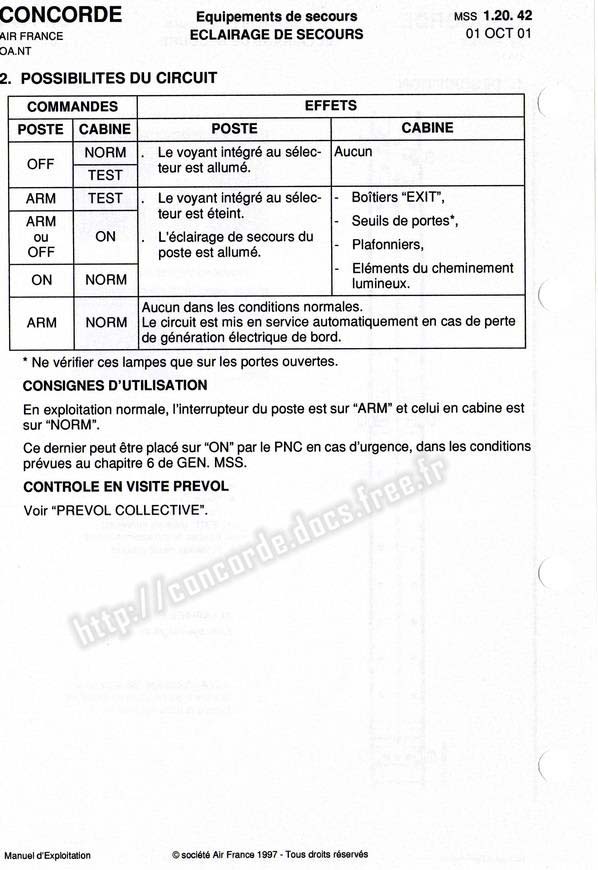 CONCORDE
AIR FRANCE
OA.NT
Equipements de secours
ECLAIRAGE DE SECOURS
MSS 1.20. 42
01 OCT 01
2. POSSIBILITES DU CIRCUIT
COMMANDES EFFETS
POSTE CABINE POSTE CABINE
OFF
NORM
TEST
. Le voyant intégré au sélec-
teur est allumé.
Aucun
ARM TEST
ARM
ou
OFF
ON
ON NORM
. Le voyant intégré au sélec-
teur est éteint.
. L'éclairage de secours du
poste est allumé.
- Boîtiers “EXIT”,
- Seuils de portes*,
- Plafonniers,
- Eléments du cheminement
lumineux.
ARM NORM
Aucun dans les conditions normales.
Le circuit est mis en service automatiquement en cas de perte
de génération électrique de bord.
* Ne vérifier ces lampes que sur les portes ouvertes.
CONSIGNES D'UTILISATION
En exploitation normale, l'interrupteur du poste est sur “ARM” et celui en cabine est
sur “NORM”.
Ce dernier peut être placé sur “ON” par le PNC en cas d'urgence, dans les conditions
prévues au chapitre 6 de GEN. MSS.
CONTROLE EN VISITE PREVOL
Voir “PREVOL COLLECTIVE”.
http://concorde.docs.free.fr
Manuel d'Exploitation
© société Air France 1997 - Tous droits réservés